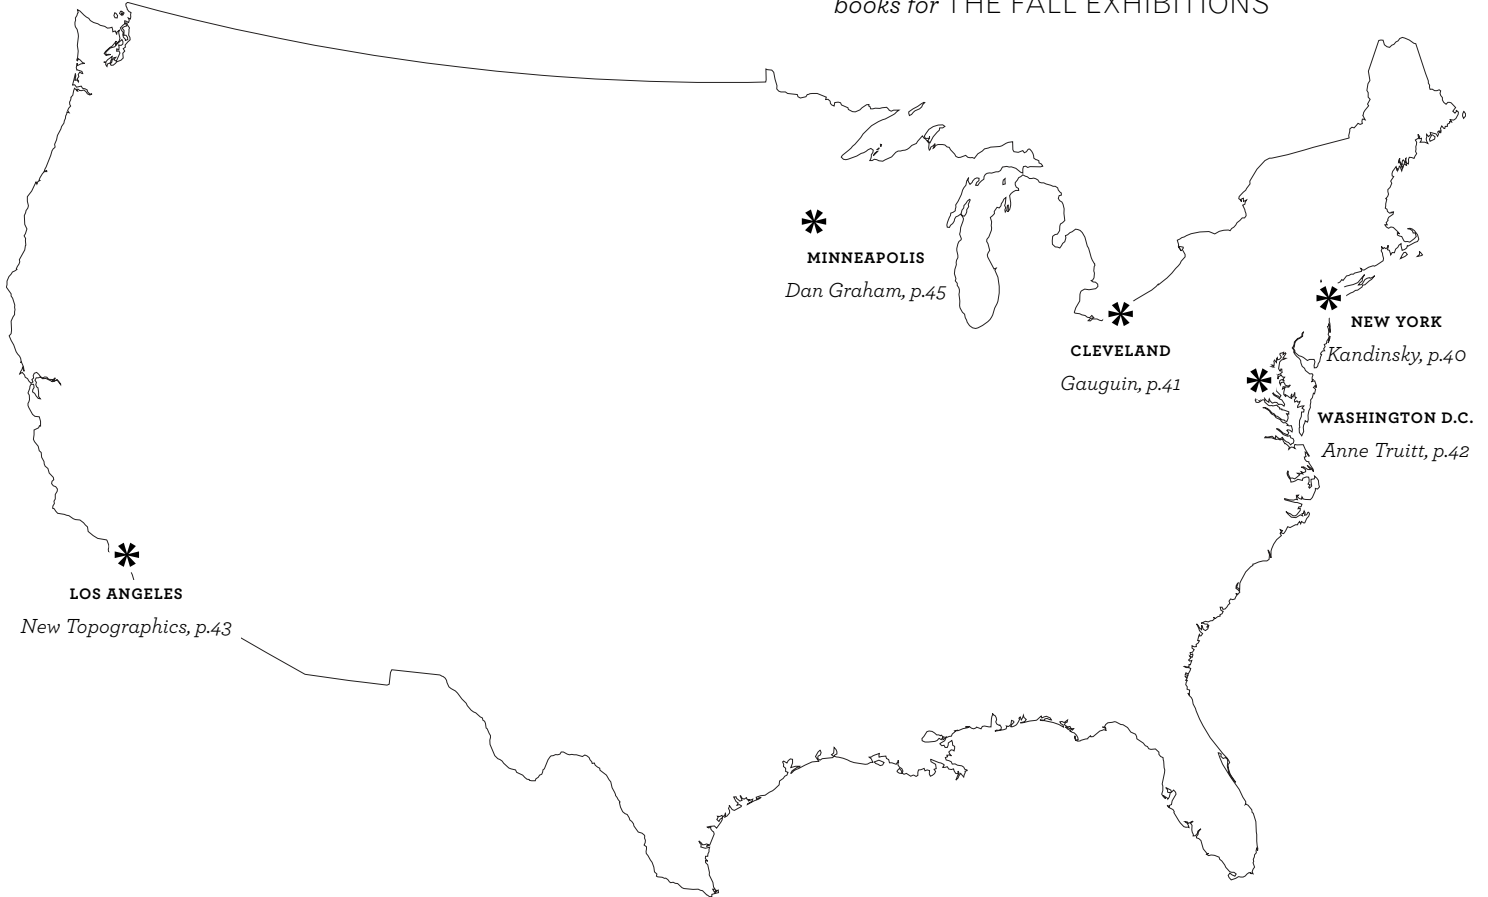 books for THE FALL EXHIBITIONS
MINNEAPOLIS
Dan Graham, p.45
CLEVELAND
Gauguin, p.41
NEW YORK
Kandinsky, p.40
WASHINGTON D.C.
Anne Truitt, p.42
LOS ANGELES
New Topographics, p.43